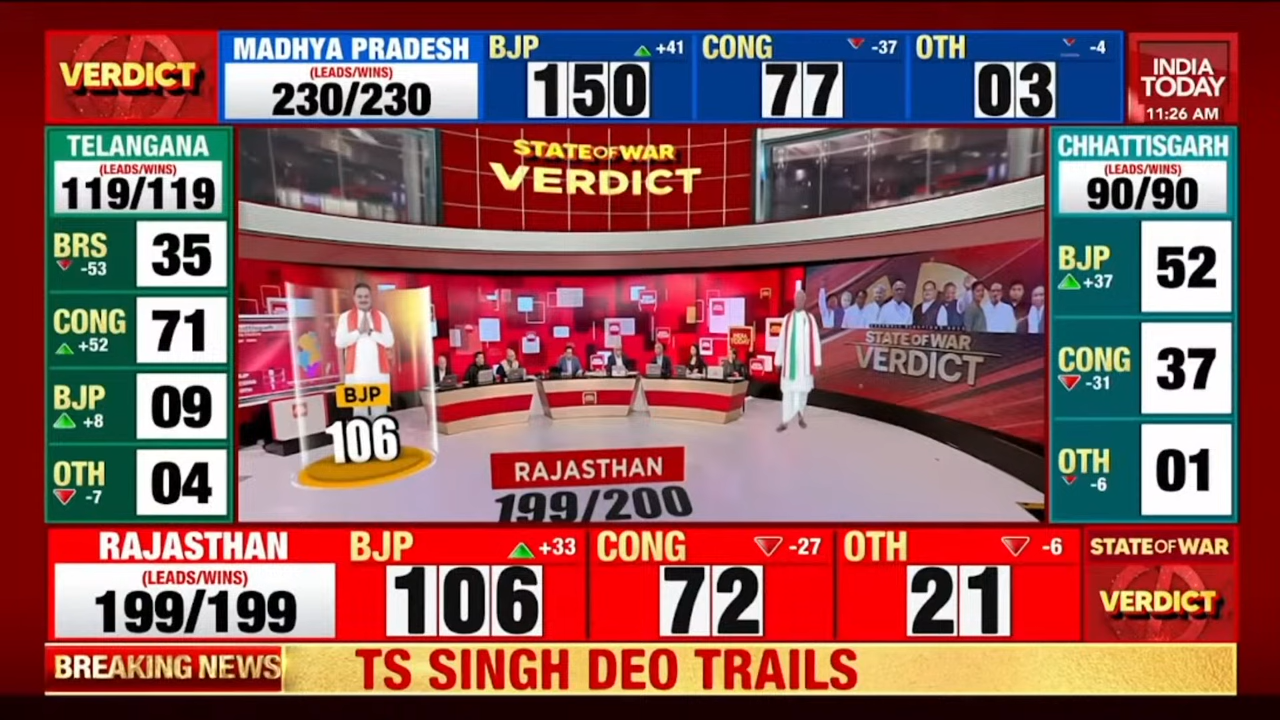 VERDICT
MADHYA PRADESH
(LEADS/WINS)
230/230
BJP
+41
150
CONG
-37
77
OTH
-4
03
INDIA
TODAY
11:26 AM
TELANGANA
(LEADS/WINS)
119/119
BRS
-53
35
CONG
+52
71
BJP
+8
09
OTH
-7
04
STATE OF WAR
VERDICT
BJP
106
RAJASTHAN
199/200
INDIA
TODAY
STATE OF WAR
VERDICT
CHHATTISGARH
(LEADS/WINS)
90/90
BJP
+37
52
CONG
-31
37
OTH
-6
01
RAJASTHAN
(LEADS/WINS)
199/199
BJP
+33
106
CONG
-27
72
OTH
-6
21
STATE OF WAR
VERDICT
BREAKING NEWS
TS SINGH DEO TRAILS